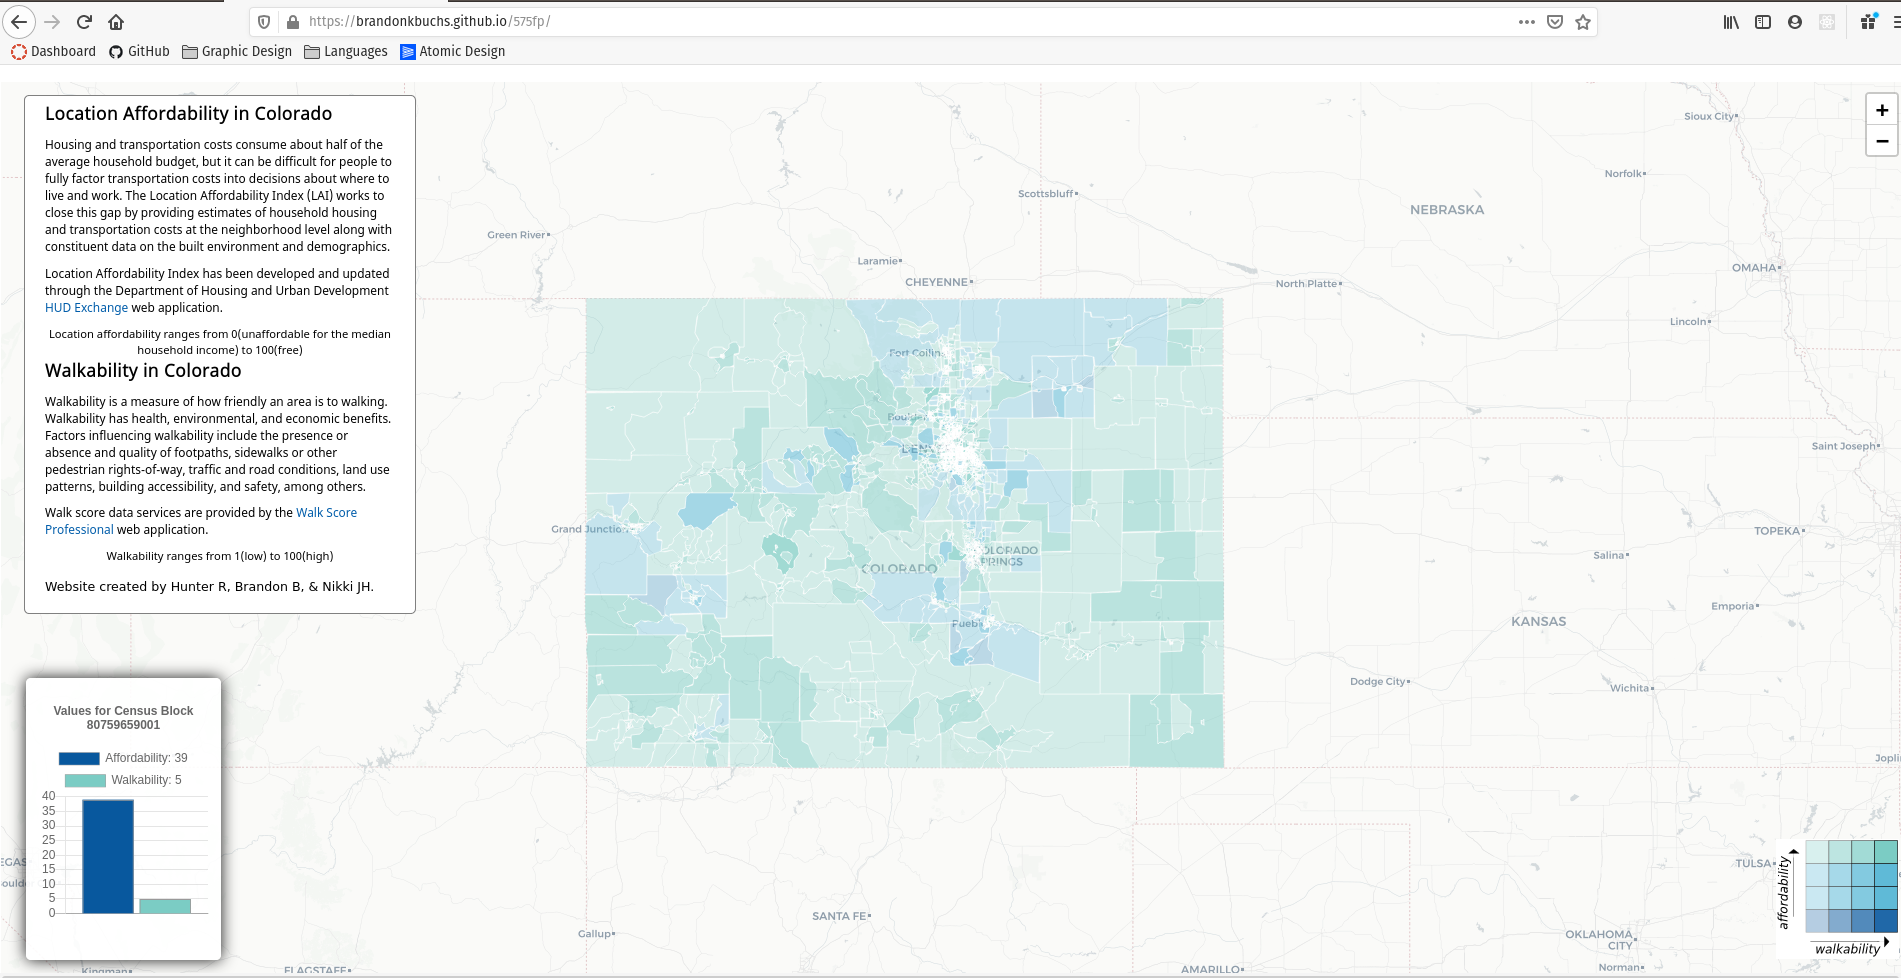 https://brandonkbuchs.github.io/575fp/
Dashboard GitHub Graphic Design Languages Atomic Design
Location Affordability in Colorado
Housing and transportation costs consume about half of the
average household budget, but it can be difficult for people to
fully factor transportation costs into decisions about where to
live and work. The Location Affordability Index (LAI) works to
close this gap by providing estimates of household housing
and transportation costs at the neighborhood level along with
constituent data on the built environment and demographics.
Location Affordability Index has been developed and updated
through the Department of Housing and Urban Development
HUD Exchange web application.
Location affordability ranges from 0(unaffordable for the median
household income) to 100(free)
Walkability in Colorado
Walkability is a measure of how friendly an area is to walking.
Walkability has health, environmental, and economic benefits.
Factors influencing walkability include the presence or
absence and quality of footpaths, sidewalks or other
pedestrian rights-of-way, traffic and road conditions, land use
patterns, building accessibility, and safety, among others.
Walk score data services are provided by the Walk Score
Professional web application.
Walkability ranges from 1(low) to 100(high)
Website created by Hunter R, Brandon B, & Nikki JH.
Values for Census Block
80759659001
Affordability: 39
Walkability: 5
40
35
30
25
20
15
10
5
0
+
−
Sioux City
Norfolk
Scottsbluff
NEBRASKA
Green River
Laramie
OMAHA
CHEYENNE
North Platte
Lincoln
Fort Collins
Boulder
Saint Joseph
Grand Junction
TOPEKA
COLORADO
PRINGS
Salina
COLORADO
Emporia
KANSAS
Pueblo
Dodge City
Wichita
Joplin
TULSA
SANTA FE
Gallup
OKLAHOMA
CITY
Kingman
FLAGSTAFF
AMARILLO
Norman
affordability
walkability